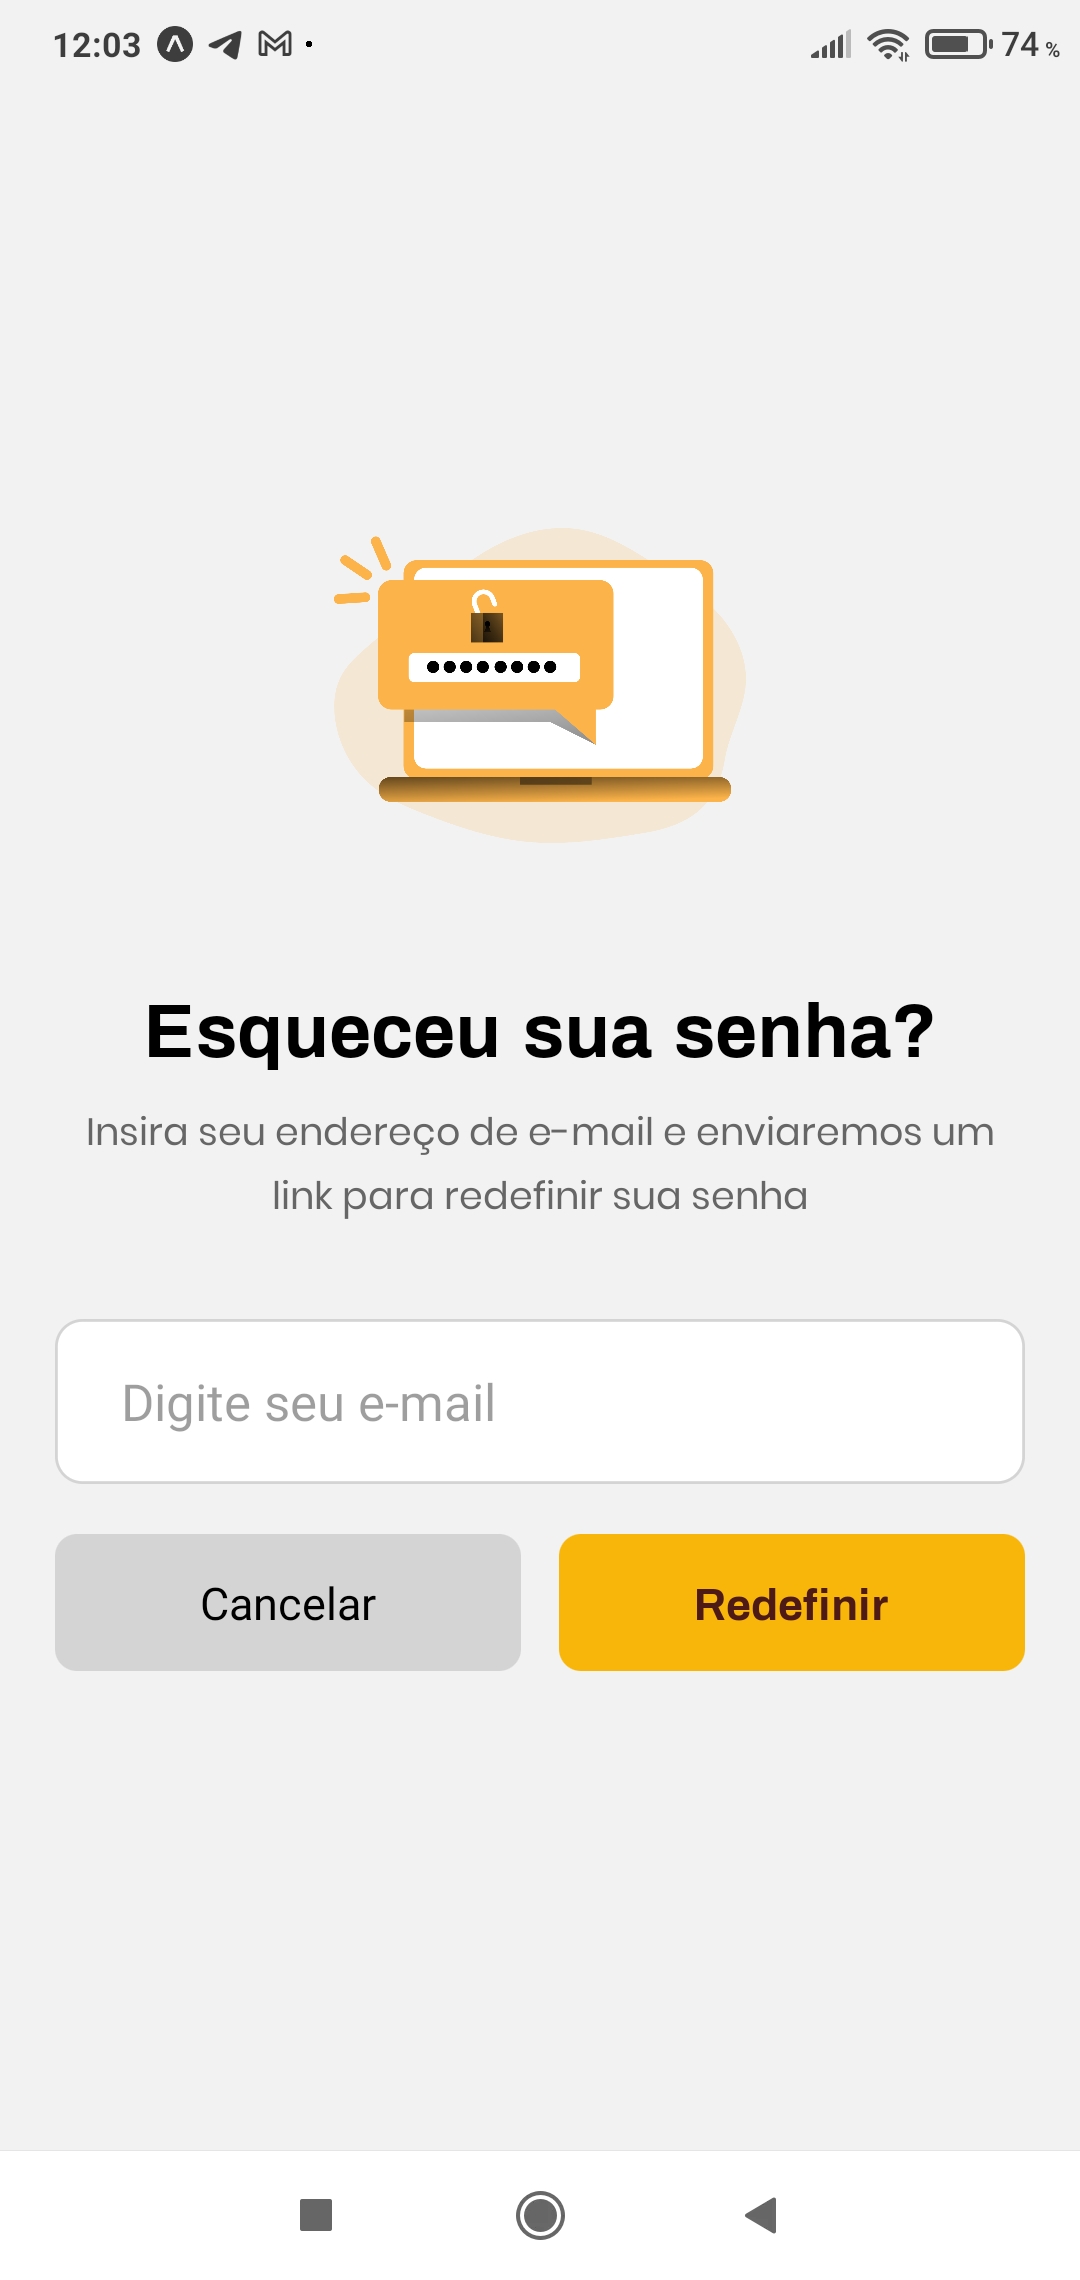 12:03
74 %
Esqueceu sua senha?
Insira seu endereço de e-mail e enviaremos um
link para redefinir sua senha
Digite seu e-mail
Cancelar
Redefinir